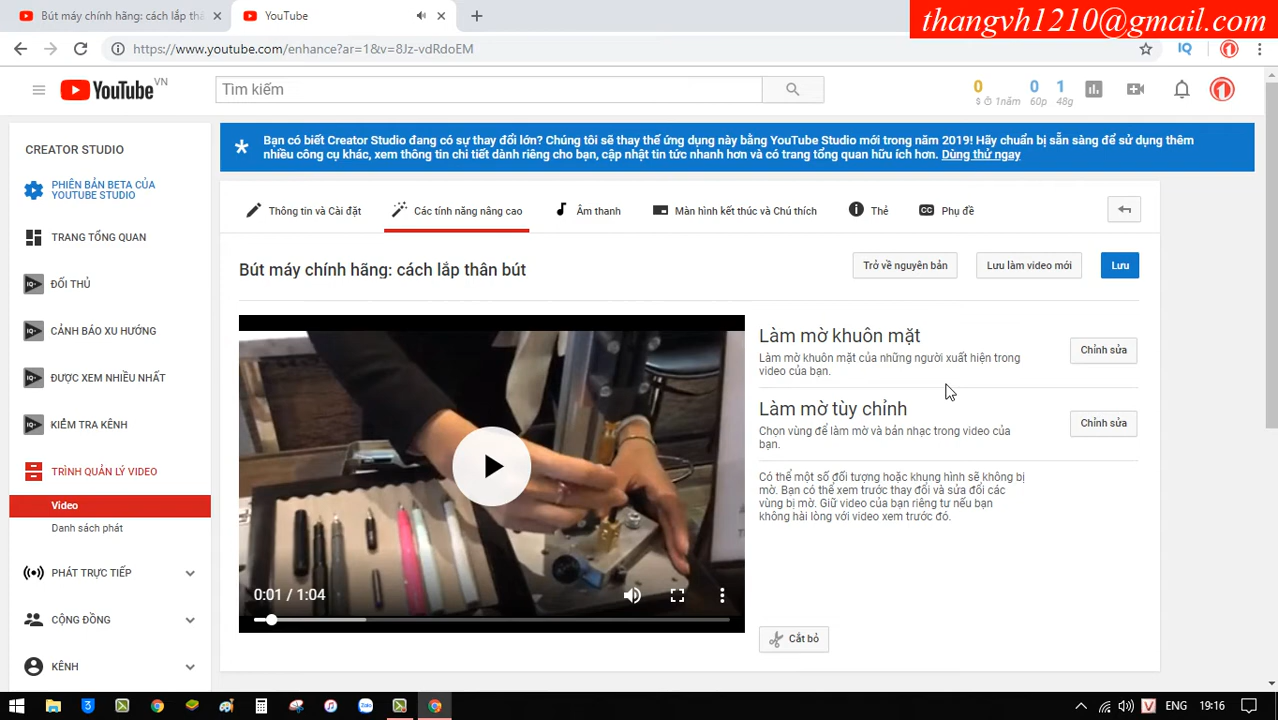 Bút máy chính hãng: cách lắp thâ
YouTube
thangvh1210@gmail.com
https://www.youtube.com/enhance?ar=1&v=8Jz-vdRdoEM
IQ
YouTube VN
Tìm kiếm
0
$ 1năm
0
60p
1
48g
CREATOR STUDIO
PHIÊN BẢN BETA CỦA
YOUTUBE STUDIO
TRANG TỔNG QUAN
IQ ĐỐI THỦ
IQ CẢNH BÁO XU HƯỚNG
IQ ĐƯỢC XEM NHIỀU NHẤT
IQ KIỂM TRA KÊNH
TRÌNH QUẢN LÝ VIDEO
Video
Danh sách phát
PHÁT TRỰC TIẾP
CỘNG ĐỒNG
KÊNH
Bạn có biết Creator Studio đang có sự thay đổi lớn? Chúng tôi sẽ thay thế ứng dụng này bằng YouTube Studio mới trong năm 2019! Hãy chuẩn bị sẵn sàng để sử dụng thêm
nhiều công cụ khác, xem thông tin chi tiết dành riêng cho bạn, cập nhật tin tức nhanh hơn và có trang tổng quan hữu ích hơn. Dùng thử ngay
Thông tin và Cài đặt
Các tính năng nâng cao
Âm thanh
Màn hình kết thúc và Chú thích
Thẻ
CC Phụ đề
Bút máy chính hãng: cách lắp thân bút
Trở về nguyên bản
Lưu làm video mới
Lưu
0:01 / 1:04
Làm mờ khuôn mặt
Làm mờ khuôn mặt của những người xuất hiện trong
video của bạn.
Chỉnh sửa
Làm mờ tùy chỉnh
Chọn vùng để làm mờ và bản nhạc trong video của
bạn.
Chỉnh sửa
Có thể một số đối tượng hoặc khung hình sẽ không bị
mờ. Bạn có thể xem trước thay đổi và sửa đổi các
vùng bị mờ. Giữ video của bạn riêng tư nếu bạn
không hài lòng với video xem trước đó.
Cắt bỏ
Zalo
V
ENG
19:16